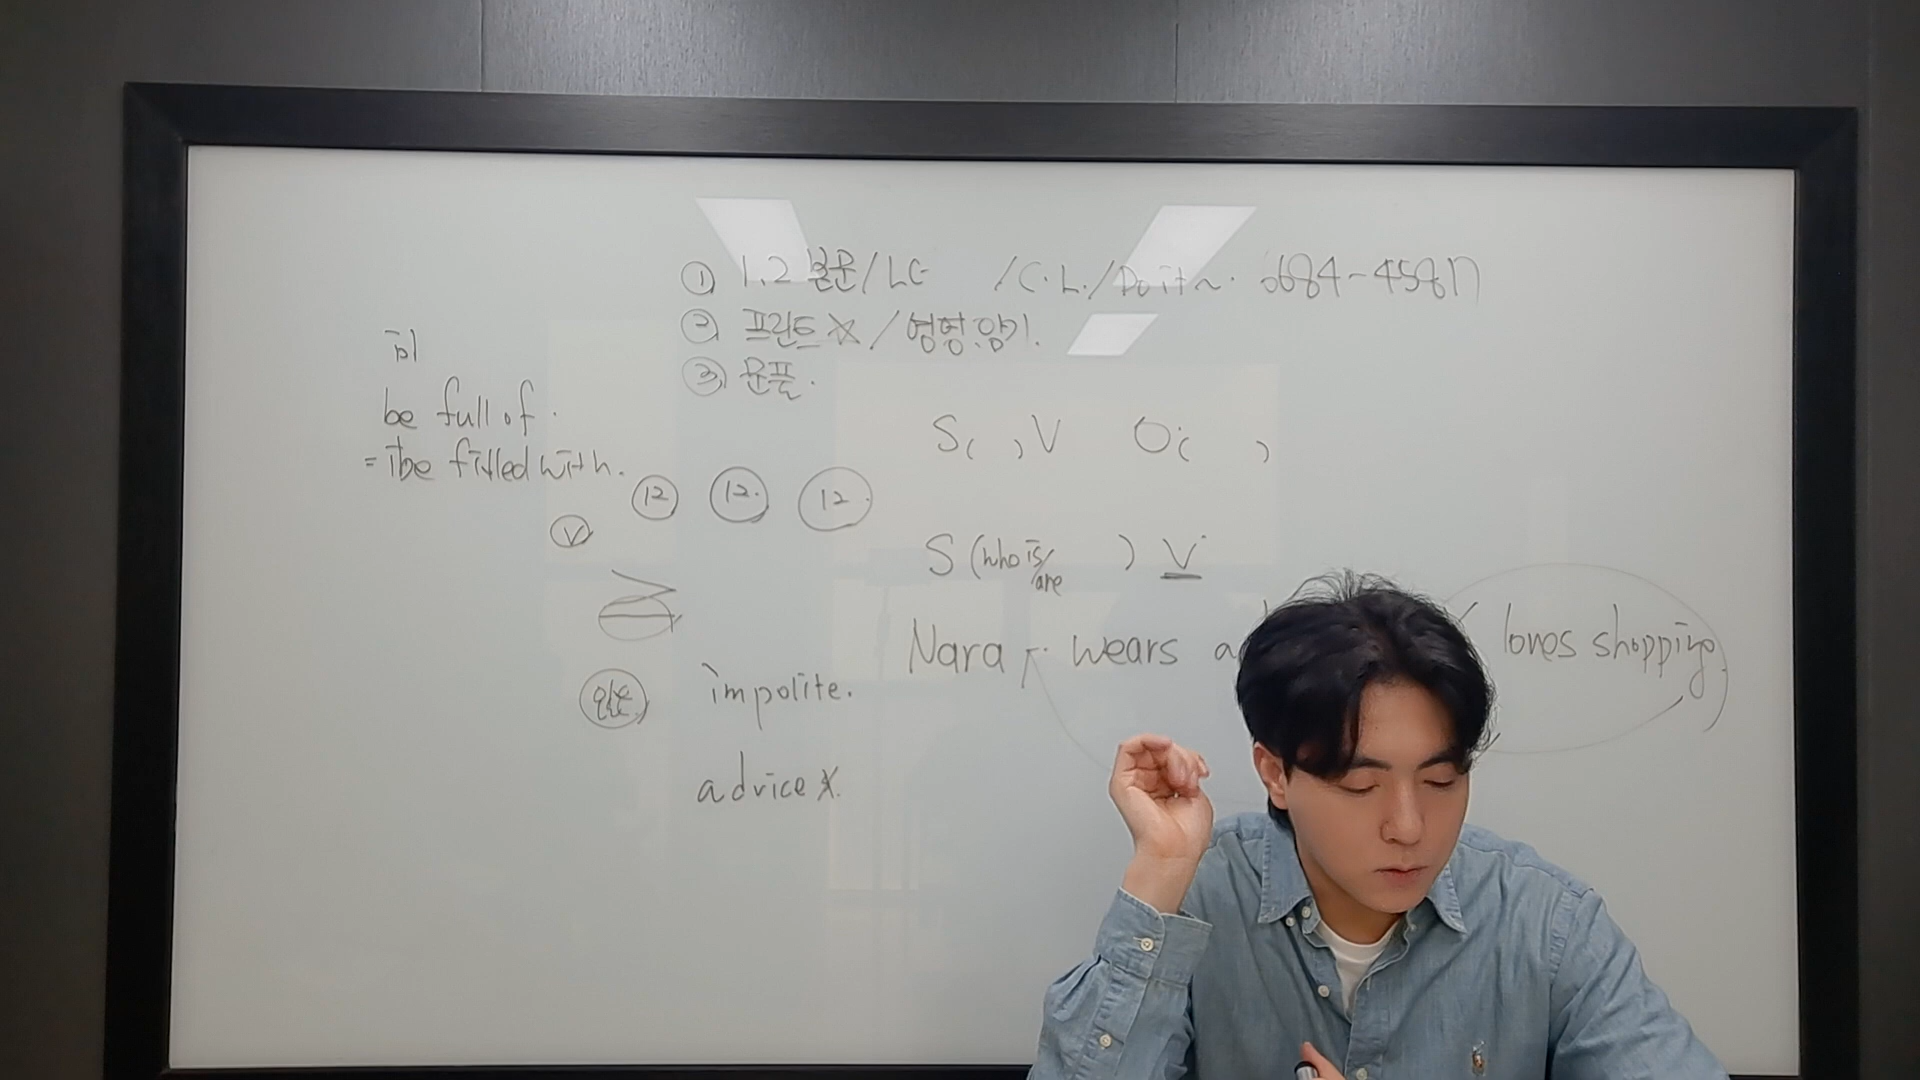 ① 1.2 본문/LC /C.L./Do it ~. 6684-4587
② 프린트 ☆ / 영영.암기.
③ 문풀.
be full of.
= be filled with.
12 12. 12.
V
S( ) V O( )
S (who is/are ) V
Nara wears a loves shopping
impolite.
advice x.